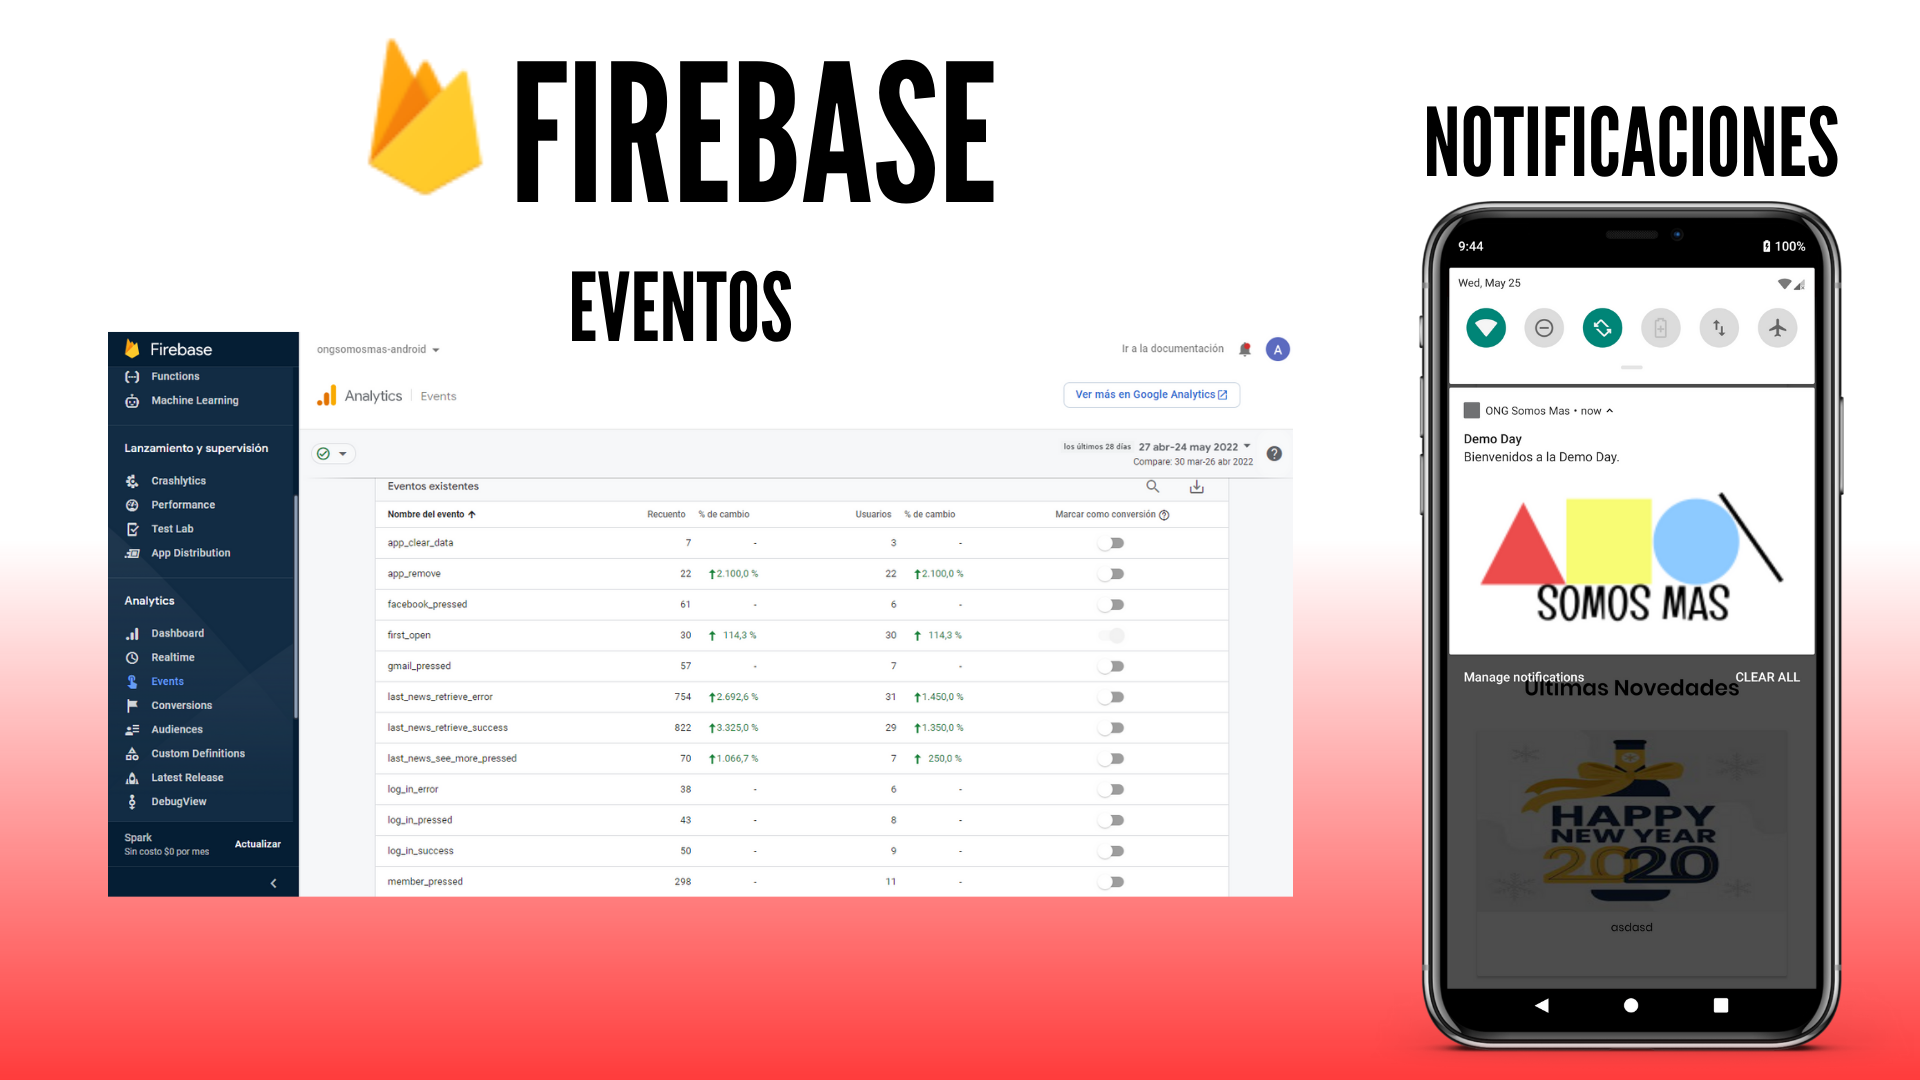 FIREBASE
EVENTOS
Firebase
Functions
Machine Learning
Lanzamiento y supervisión
Crashlytics
Performance
Test Lab
App Distribution
Analytics
Dashboard
Realtime
Events
Conversions
Audiences
Custom Definitions
Latest Release
DebugView
Spark
Sin costo $0 por mes
Actualizar
ongsomosmas-android
Ir a la documentación
A
Analytics Events
Ver más en Google Analytics
los últimos 28 días 27 abr-24 may 2022
Compare: 30 mar-26 abr 2022
Eventos existentes
Nombre del evento Recuento % de cambio Usuarios % de cambio Marcar como conversión
app_clear_data 7 - 3 -
app_remove 22 2.100,0 % 22 2.100,0 %
facebook_pressed 61 - 6 -
first_open 30 114,3 % 30 114,3 %
gmail_pressed 57 - 7 -
last_news_retrieve_error 754 2.692,6 % 31 1.450,0 %
last_news_retrieve_success 822 3.325,0 % 29 1.350,0 %
last_news_see_more_pressed 70 1.066,7 % 7 250,0 %
log_in_error 38 - 6 -
log_in_pressed 43 - 8 -
log_in_success 50 - 9 -
member_pressed 298 - 11 -
NOTIFICACIONES
9:44 100%
Wed, May 25
ONG Somos Mas • now
Demo Day
Bienvenidos a la Demo Day.
SOMOS MAS
Manage notifications CLEAR ALL
Ultimas Novedades
HAPPY
NEW YEAR
2020
asdasd